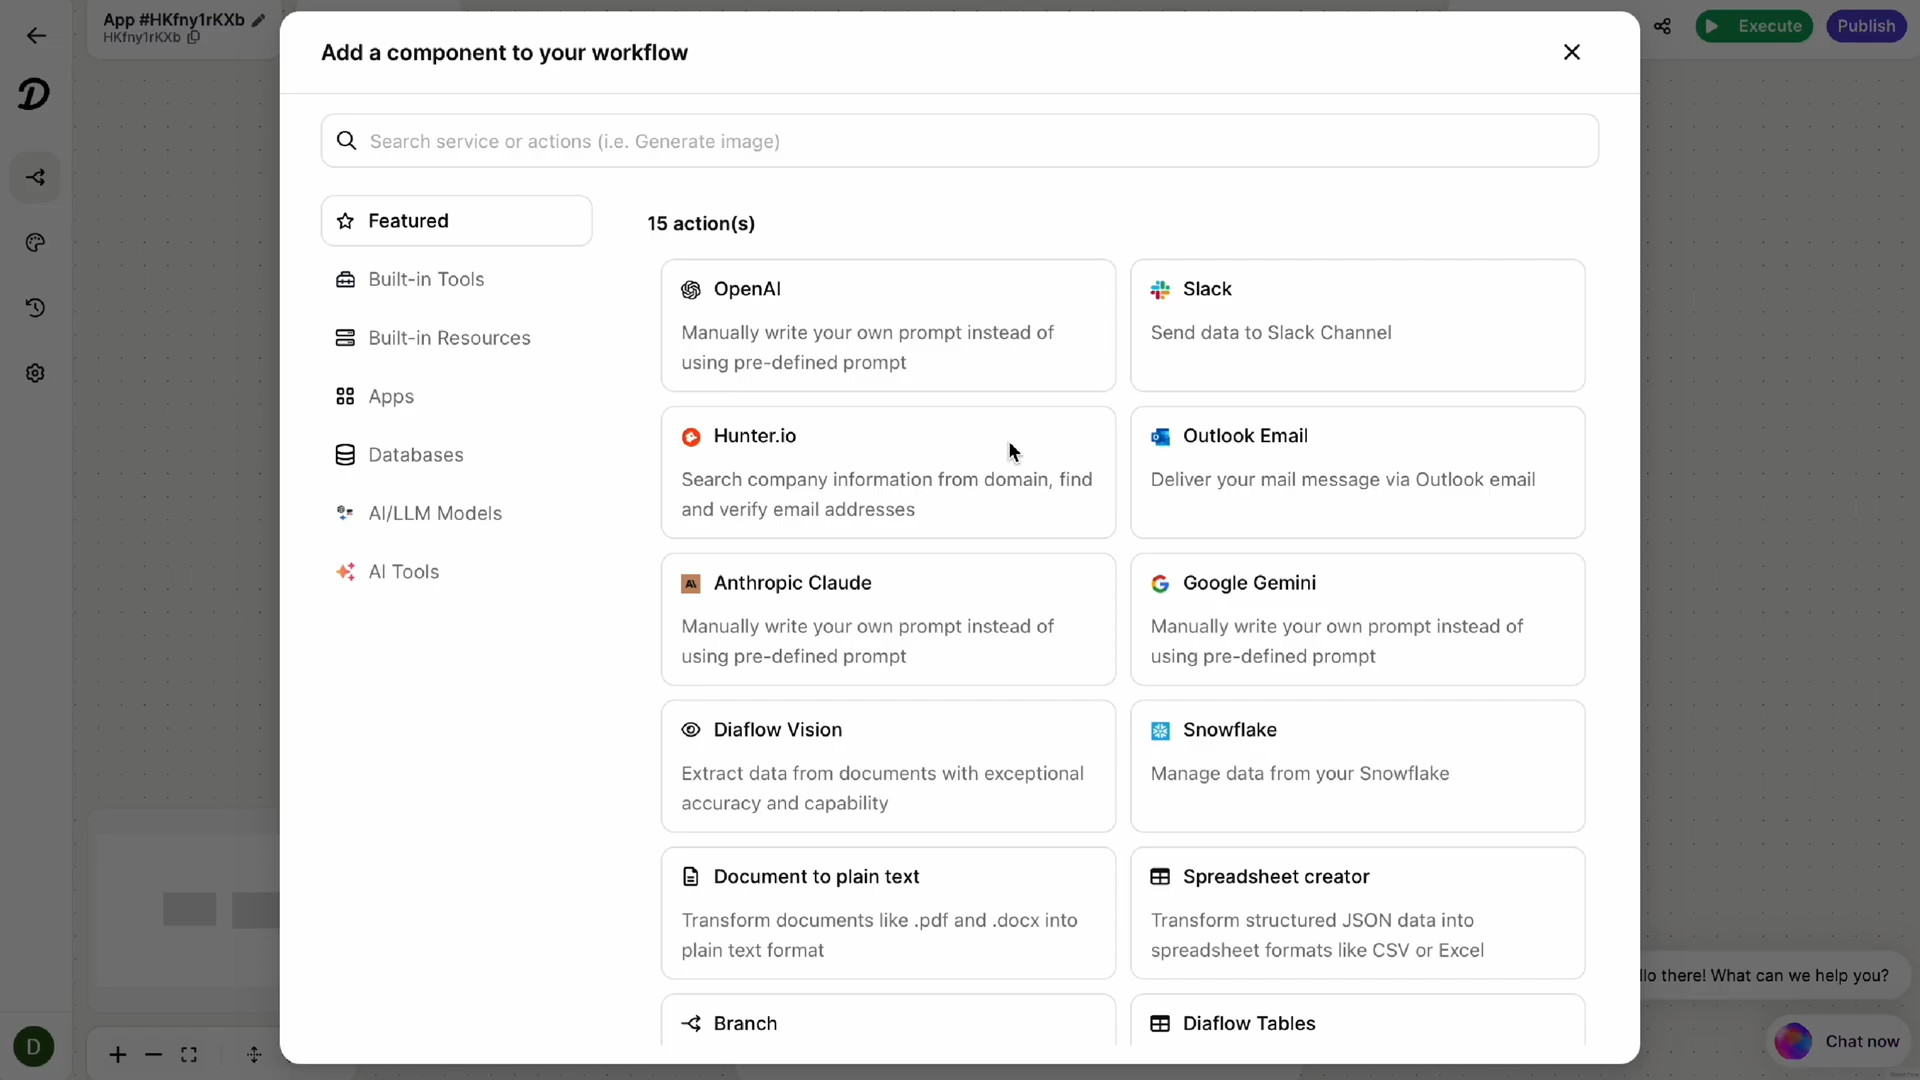 App #HKfny1rKXb
HKfny1rKXb
Execute
Publish
Add a component to your workflow
Search service or actions (i.e. Generate image)
Featured
Built-in Tools
Built-in Resources
Apps
Databases
AI/LLM Models
AI Tools
15 action(s)
OpenAI
Manually write your own prompt instead of
using pre-defined prompt
Slack
Send data to Slack Channel
Hunter.io
Search company information from domain, find
and verify email addresses
Outlook Email
Deliver your mail message via Outlook email
Anthropic Claude
Manually write your own prompt instead of
using pre-defined prompt
Google Gemini
Manually write your own prompt instead of
using pre-defined prompt
Diaflow Vision
Extract data from documents with exceptional
accuracy and capability
Snowflake
Manage data from your Snowflake
Document to plain text
Transform documents like .pdf and .docx into
plain text format
Spreadsheet creator
Transform structured JSON data into
spreadsheet formats like CSV or Excel
Branch
Diaflow Tables
llo there! What can we help you?
Chat now
D